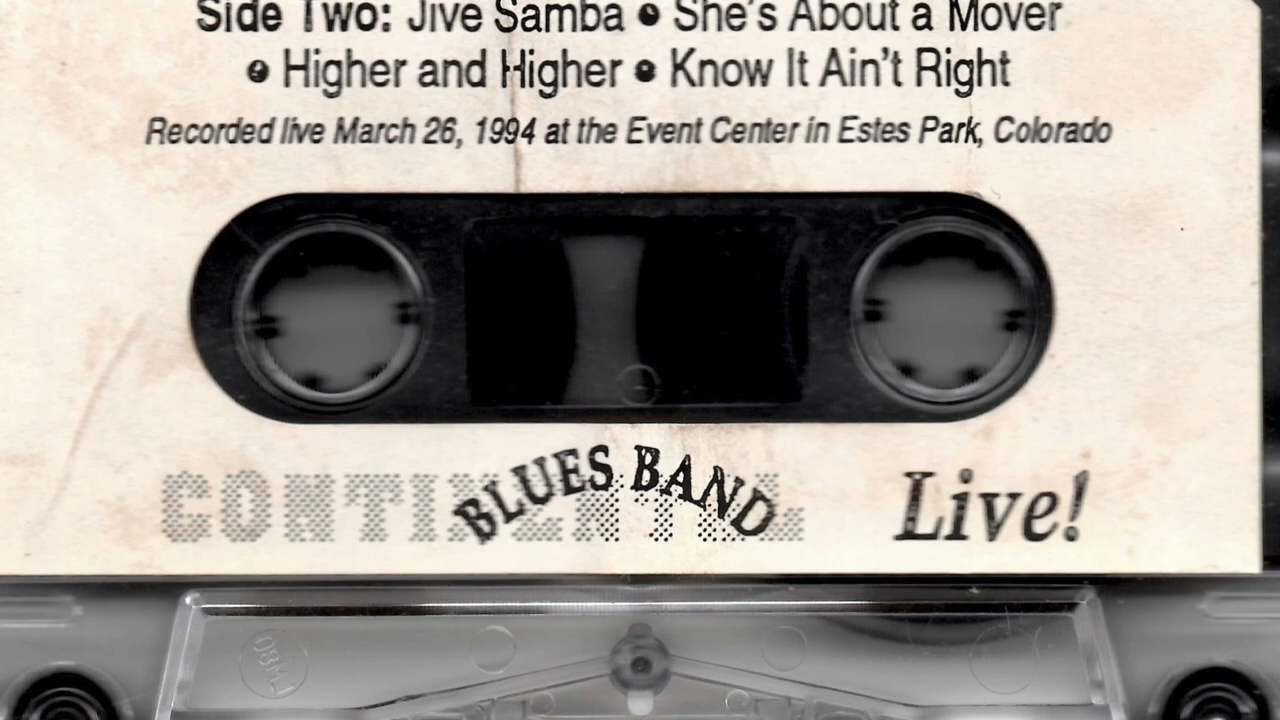 Side Two: Jive Samba • She's About a Mover
• Higher and Higher • Know It Ain't Right
Recorded live March 26, 1994 at the Event Center in Estes Park, Colorado
BLUES BAND
CONTINENTAL
Live!